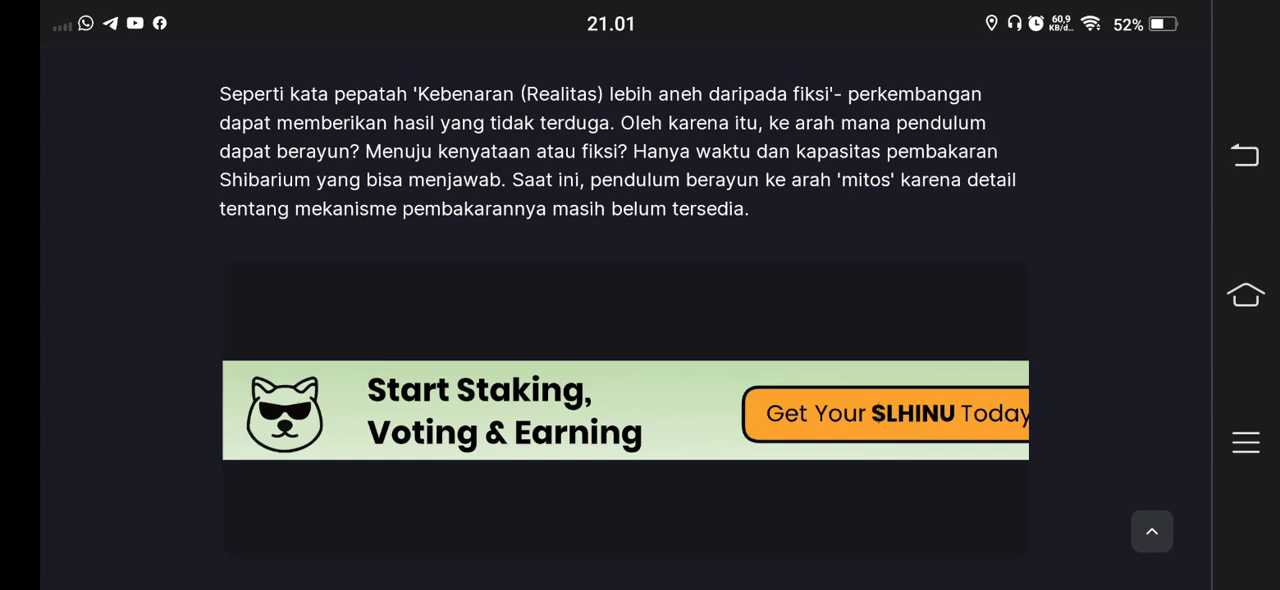 21.01
60,9
KB/d...
52%
Seperti kata pepatah 'Kebenaran (Realitas) lebih aneh daripada fiksi'- perkembangan
dapat memberikan hasil yang tidak terduga. Oleh karena itu, ke arah mana pendulum
dapat berayun? Menuju kenyataan atau fiksi? Hanya waktu dan kapasitas pembakaran
Shibarium yang bisa menjawab. Saat ini, pendulum berayun ke arah 'mitos' karena detail
tentang mekanisme pembakarannya masih belum tersedia.
Start Staking,
Voting & Earning
Get Your $LHINU Today